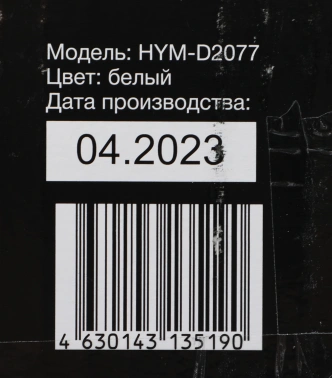 Модель: HYM-D2077
Цвет: белый
Дата производства:
04.2023
4 630143 135190